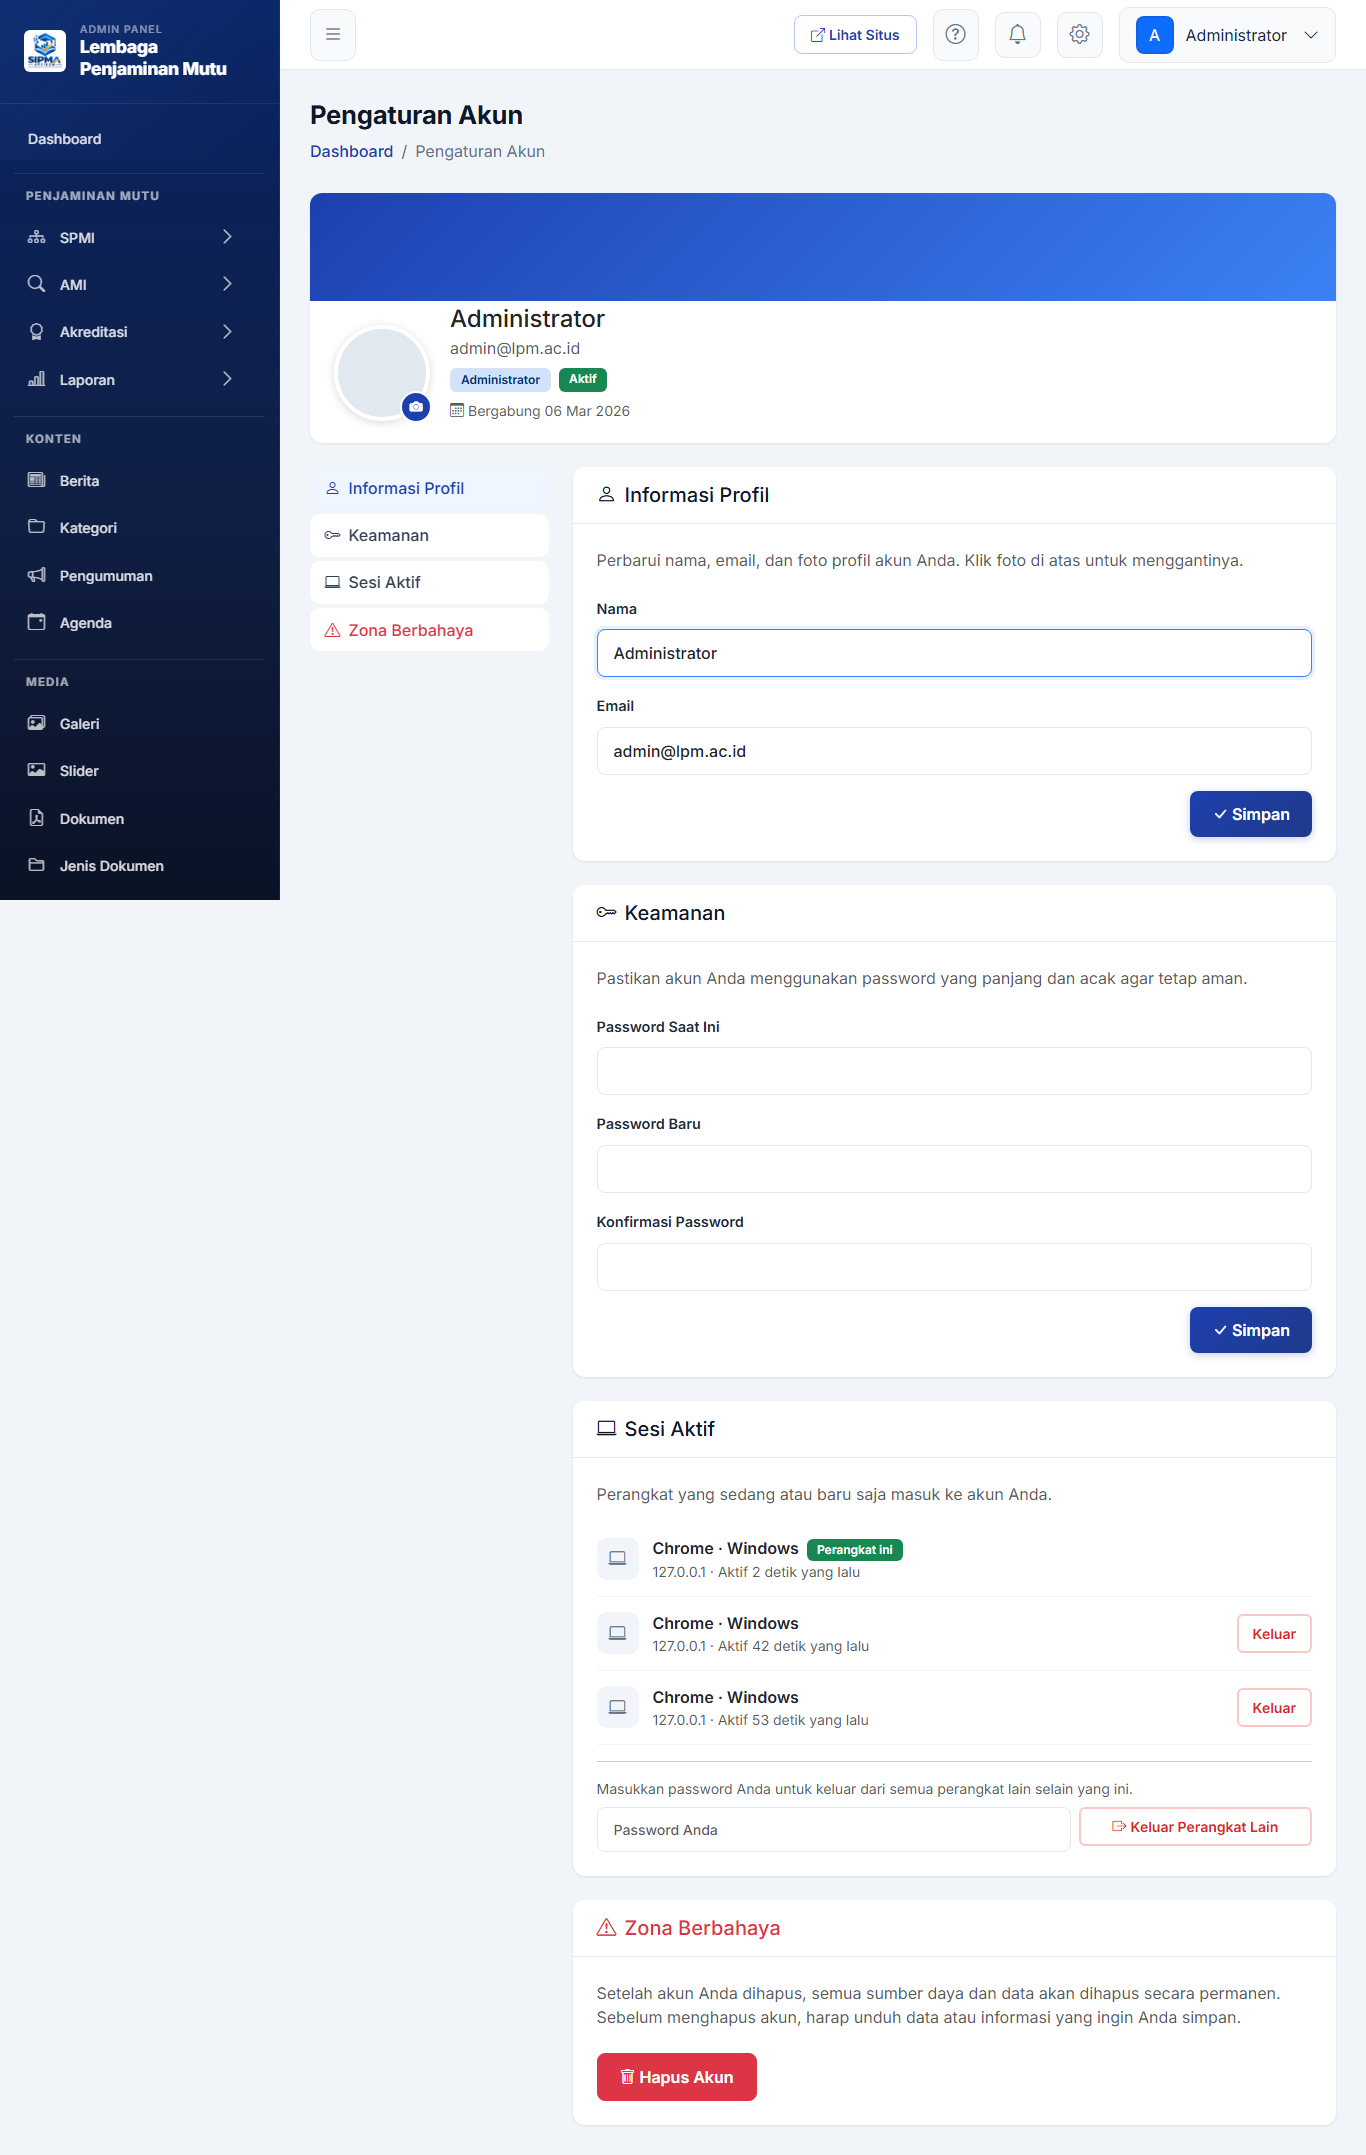 ADMIN PANEL
Lembaga
Penjaminan Mutu
SIPMA
Dashboard
PENJAMINAN MUTU
SPMI
AMI
Akreditasi
Laporan
KONTEN
Berita
Kategori
Pengumuman
Agenda
MEDIA
Galeri
Slider
Dokumen
Jenis Dokumen
Lihat Situs
A
Administrator
Pengaturan Akun
Dashboard / Pengaturan Akun
Administrator
admin@lpm.ac.id
Administrator
Aktif
Bergabung 06 Mar 2026
Informasi Profil
Keamanan
Sesi Aktif
Zona Berbahaya
Informasi Profil
Perbarui nama, email, dan foto profil akun Anda. Klik foto di atas untuk menggantinya.
Nama
Administrator
Email
admin@lpm.ac.id
Simpan
Keamanan
Pastikan akun Anda menggunakan password yang panjang dan acak agar tetap aman.
Password Saat Ini
Password Baru
Konfirmasi Password
Simpan
Sesi Aktif
Perangkat yang sedang atau baru saja masuk ke akun Anda.
Chrome · Windows Perangkat ini
127.0.0.1 · Aktif 2 detik yang lalu
Chrome · Windows
127.0.0.1 · Aktif 42 detik yang lalu
Keluar
Chrome · Windows
127.0.0.1 · Aktif 53 detik yang lalu
Keluar
Masukkan password Anda untuk keluar dari semua perangkat lain selain yang ini.
Password Anda
Keluar Perangkat Lain
Zona Berbahaya
Setelah akun Anda dihapus, semua sumber daya dan data akan dihapus secara permanen.
Sebelum menghapus akun, harap unduh data atau informasi yang ingin Anda simpan.
Hapus Akun